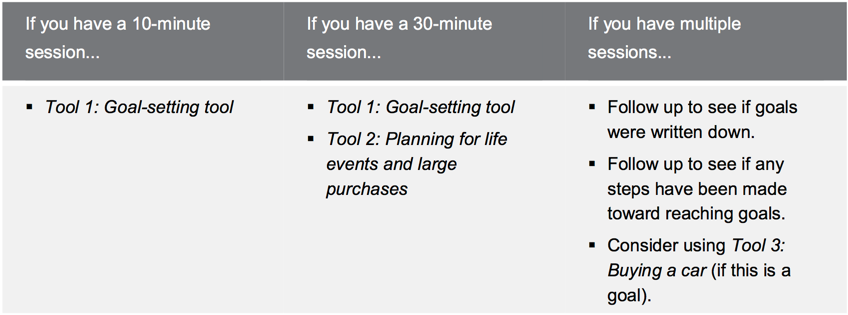 If you have a 10-minute
session...
If you have a 30-minute
session...
If you have multiple
sessions...
▪ Tool 1: Goal-setting tool
▪ Tool 1: Goal-setting tool
▪ Tool 2: Planning for life
events and large
purchases
▪ Follow up to see if goals
were written down.
▪ Follow up to see if any
steps have been made
toward reaching goals.
▪ Consider using Tool 3:
Buying a car (if this is a
goal).